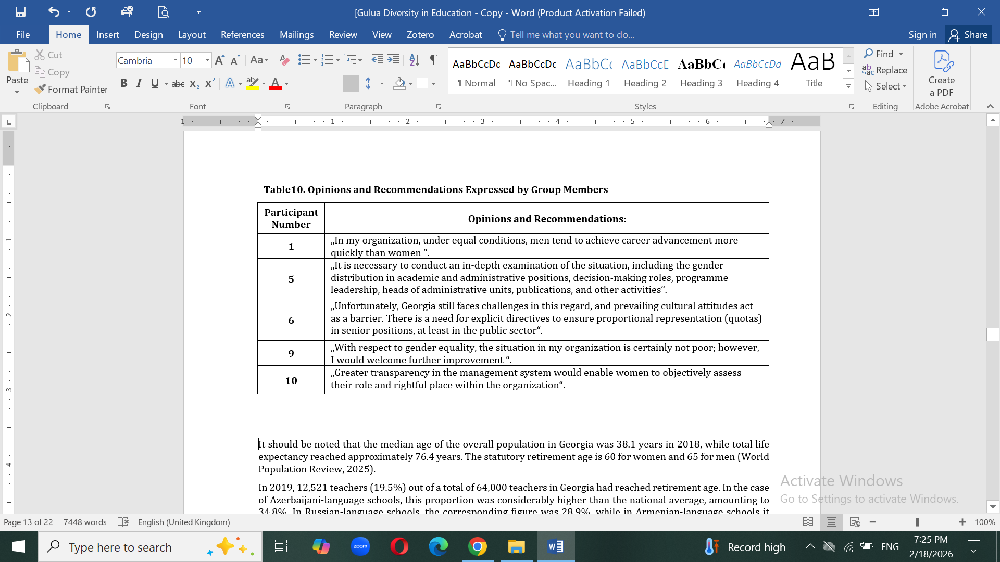 [Gulua Diversity in Education - Copy - Word (Product Activation Failed)
File Home Insert Design Layout References Mailings Review View Zotero Acrobat Tell me what you want to do... Sign in Share
Paste
Cut
Copy
Format Painter
Clipboard
Cambria 10
Font
Paragraph
AaBbCcDc AaBbCcDc AaBbCc AaBbCcD AaBbCc AaBbCcDd AaB
¶ Normal ¶ No Spac... Heading 1 Heading 2 Heading 3 Heading 4 Title
Styles
Find
Replace
Select
Editing
Create
a PDF
Adobe Acrobat
1 1 2 3 4 5 6 7
Table10. Opinions and Recommendations Expressed by Group Members
Participant
Number
Opinions and Recommendations:
1
„In my organization, under equal conditions, men tend to achieve career advancement more
quickly than women “.
5
„It is necessary to conduct an in-depth examination of the situation, including the gender
distribution in academic and administrative positions, decision-making roles, programme
leadership, heads of administrative units, publications, and other activities“.
6
„Unfortunately, Georgia still faces challenges in this regard, and prevailing cultural attitudes act
as a barrier. There is a need for explicit directives to ensure proportional representation (quotas)
in senior positions, at least in the public sector“.
9
„With respect to gender equality, the situation in my organization is certainly not poor; however,
I would welcome further improvement “.
10
„Greater transparency in the management system would enable women to objectively assess
their role and rightful place within the organization“.
It should be noted that the median age of the overall population in Georgia was 38.1 years in 2018, while total life
expectancy reached approximately 76.4 years. The statutory retirement age is 60 for women and 65 for men (World
Population Review, 2025).
In 2019, 12,521 teachers (19.5%) out of a total of 64,000 teachers in Georgia had reached retirement age. In the case
of Azerbaijani-language schools, this proportion was considerably higher than the national average, amounting to
34.8%. In Russian-language schools, the corresponding figure was 28.9%, while in Armenian-language schools it
Activate Windows
Go to Settings to activate Windows.
Page 13 of 22 7448 words English (United Kingdom) 100%
Type here to search
zoom
Record high
ENG
7:25 PM
2/18/2026